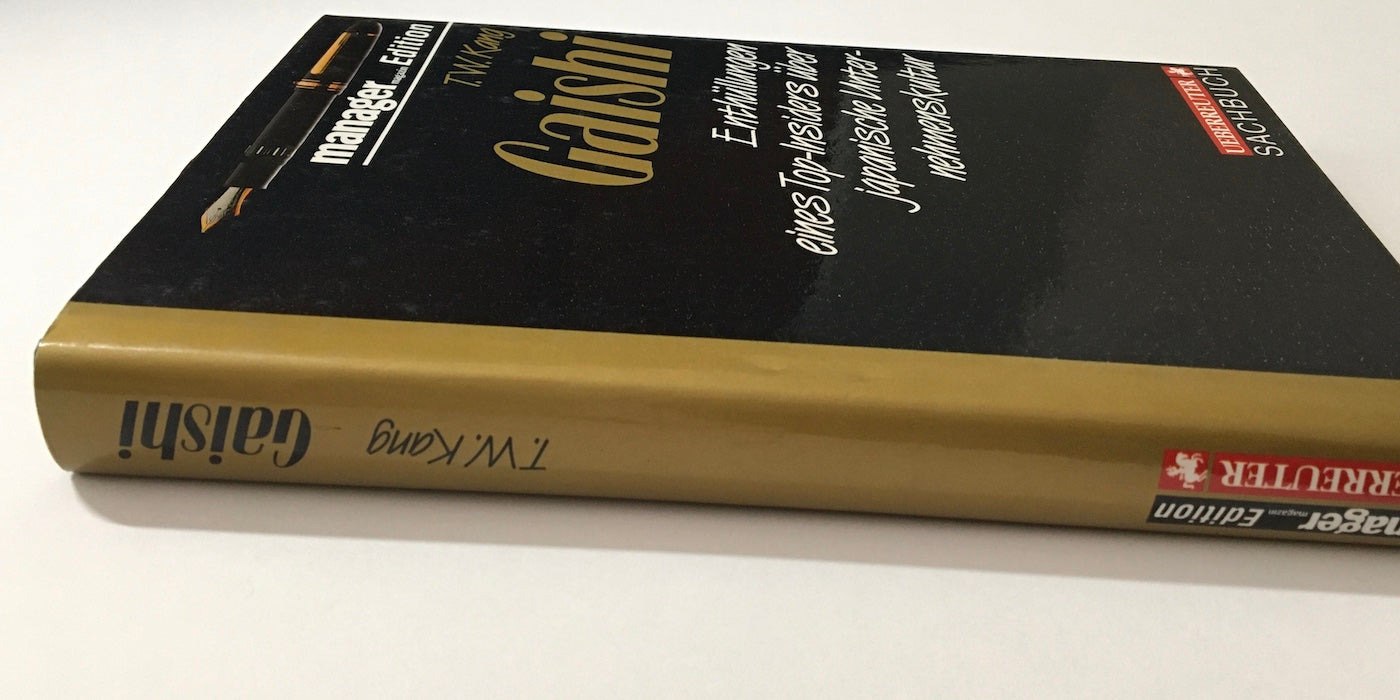 manager
magazin Edition
T.W. Kang
Gaishi
Enthüllungen
eines Top-Insiders über
japanische Unter-
nehmenskultur
UEBERREUTER
SACHBUCH
T.W. Kang Gaishi
ERREUTER
nager magazin Edition